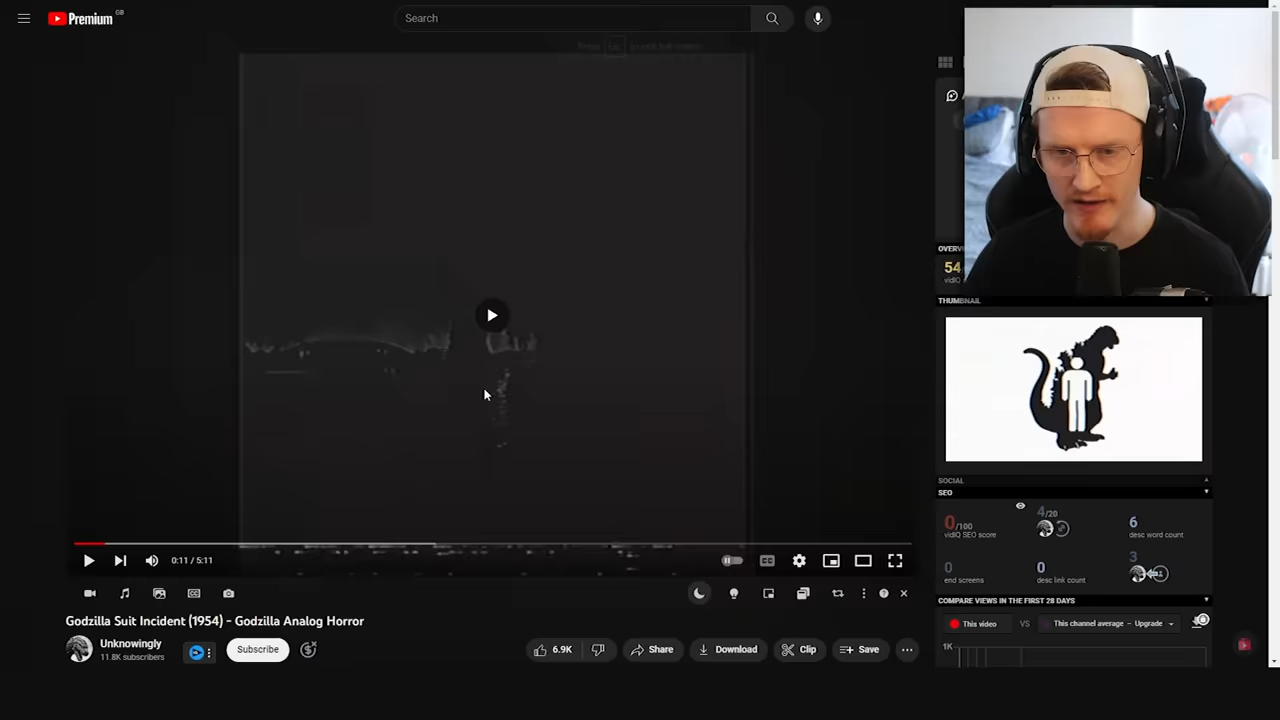 Premium GB
Search
OVERV
54
THUMBNAIL
SOCIAL
SEO
0/100
vidIQ SEO score
4/20
6
desc word count
0
end screens
0
desc link count
3
COMPARE VIEWS IN THE FIRST 28 DAYS
This video VS This channel average – Upgrade
1K
0:11 / 5:11
CC
Godzilla Suit Incident (1954) - Godzilla Analog Horror
Unknowingly
11.8K subscribers
Subscribe
6.9K
Share
Download
Clip
Save